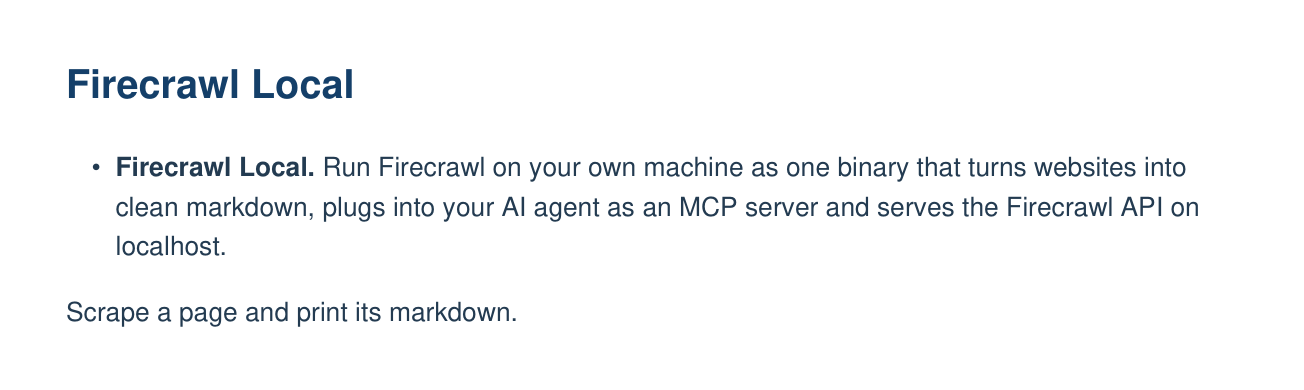 Firecrawl Local
• Firecrawl Local. Run Firecrawl on your own machine as one binary that turns websites into
clean markdown, plugs into your AI agent as an MCP server and serves the Firecrawl API on
localhost.
Scrape a page and print its markdown.